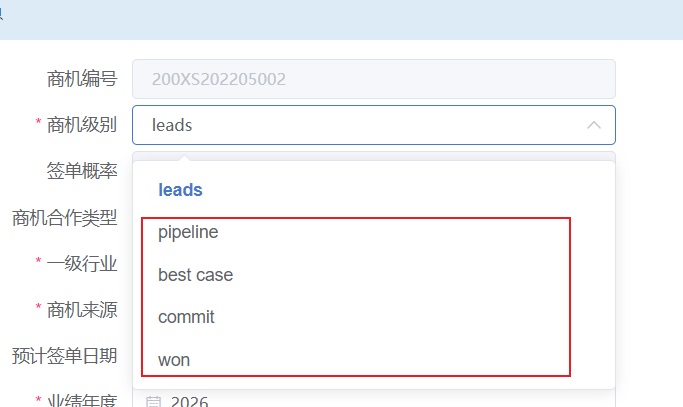 商机编号 200XS202205002
* 商机级别 leads
签单概率
leads
商机合作类型
pipeline
* 一级行业
best case
* 商机来源
commit
预计签单日期
won
* 业绩年度 2026